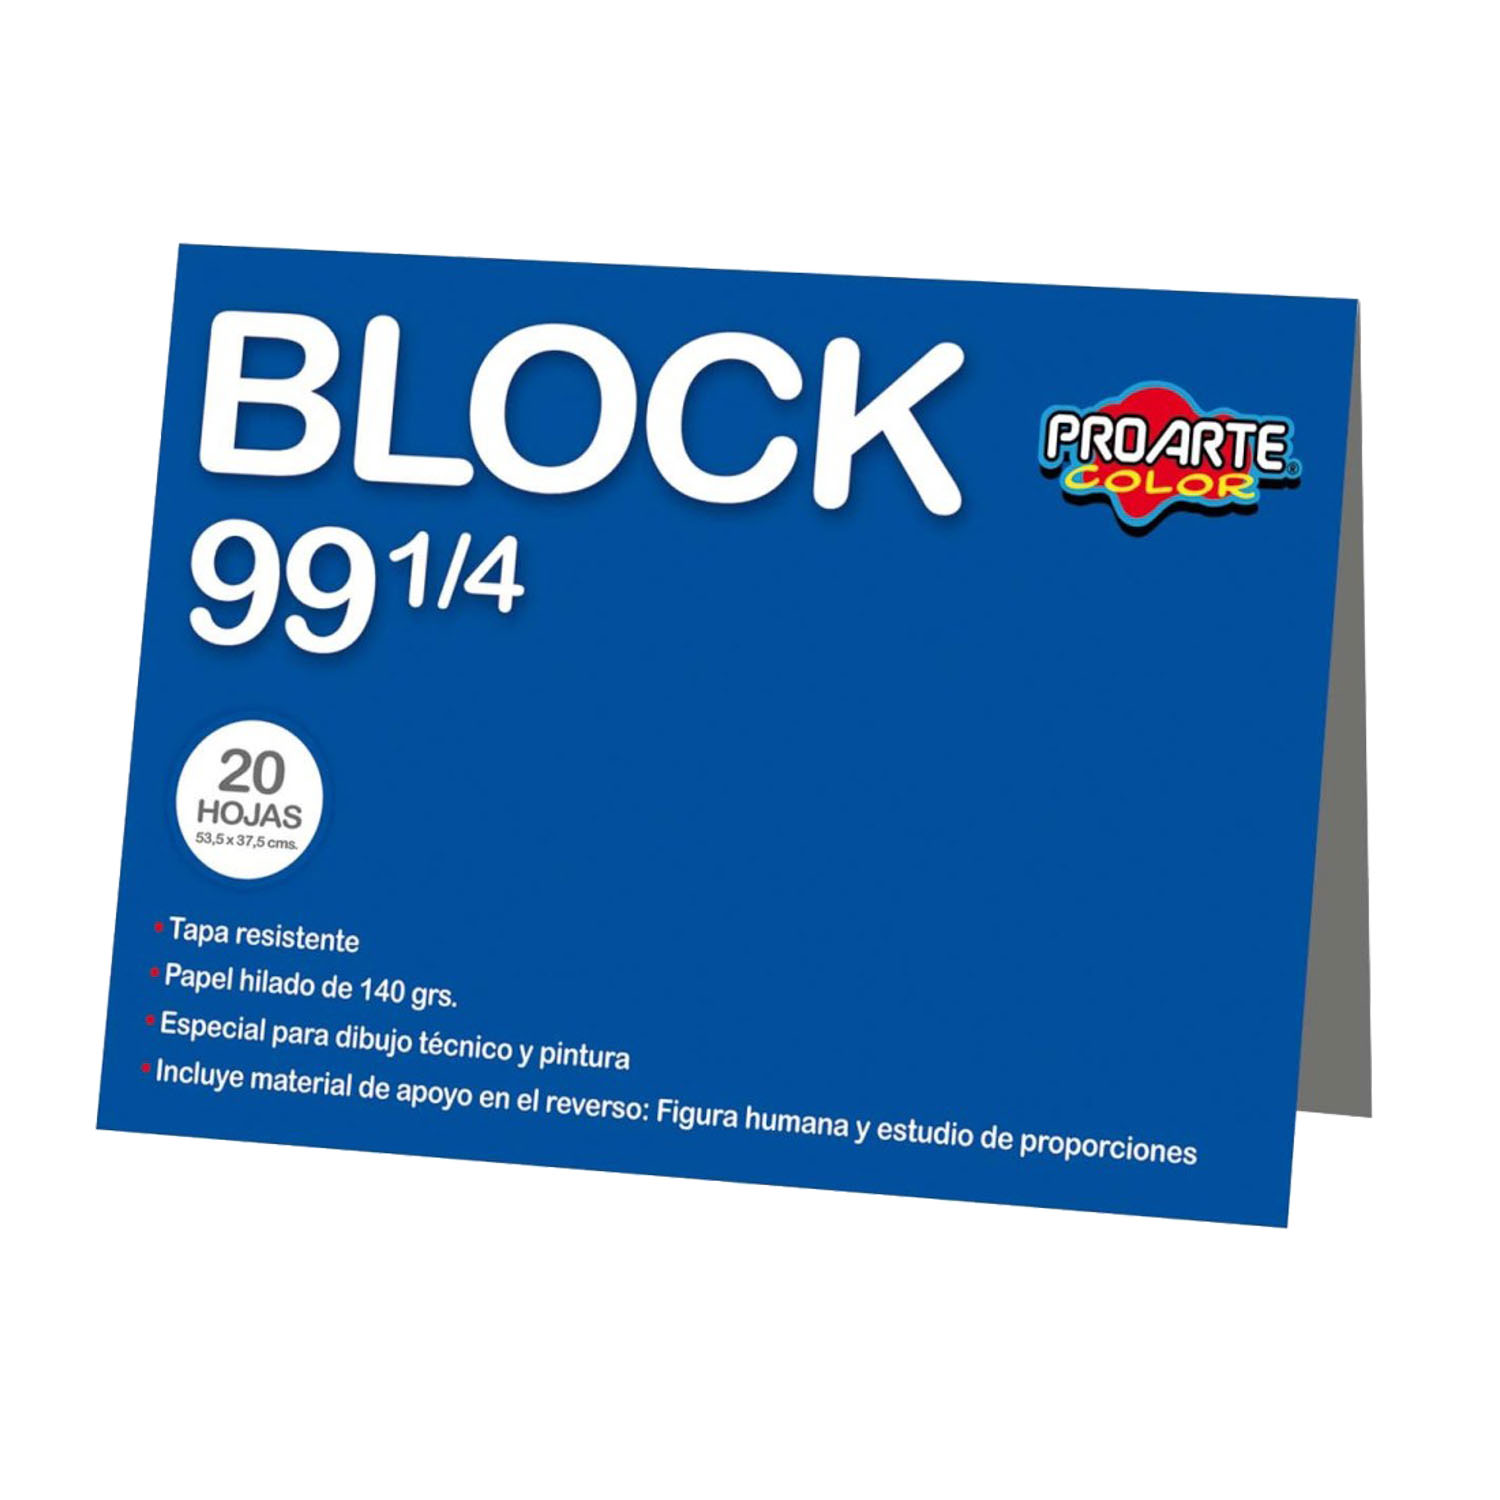 BLOCK
99 1/4
PROARTE®
COLOR
20
HOJAS
53,5 x 37,5 cms.
• Tapa resistente
• Papel hilado de 140 grs.
• Especial para dibujo técnico y pintura
• Incluye material de apoyo en el reverso: Figura humana y estudio de proporciones